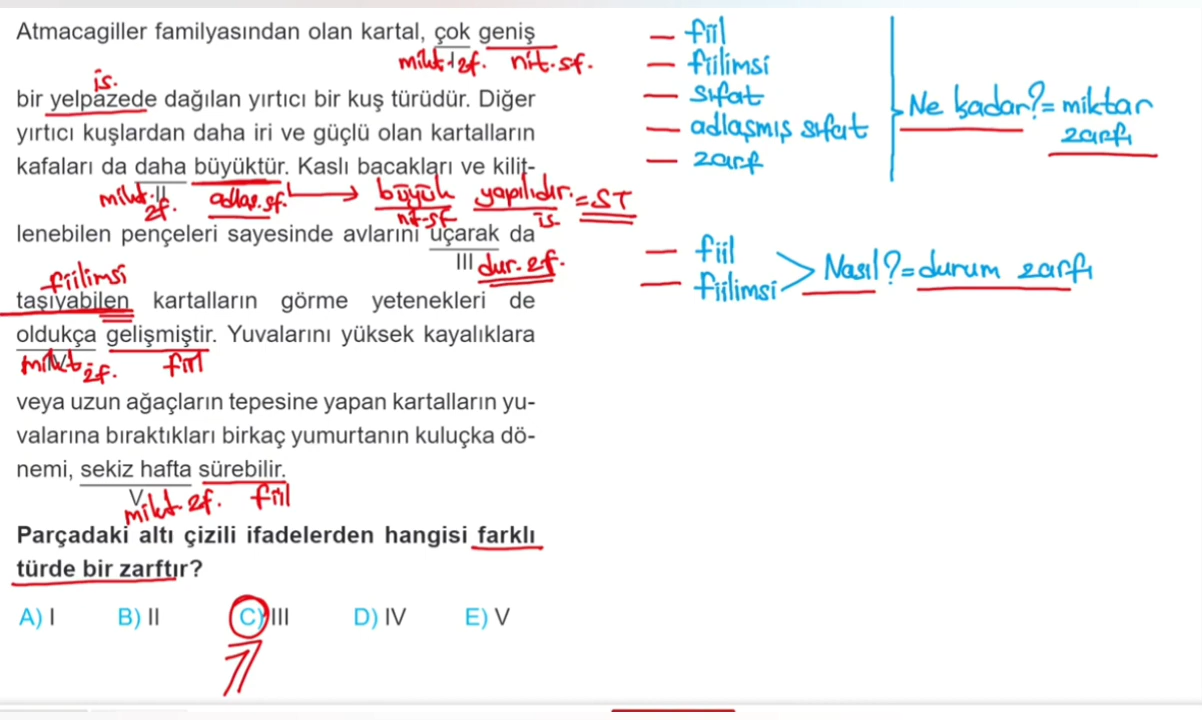 Atmacagiller familyasından olan kartal, çok geniş
mikt. I zf. nit. sf.
is.
bir yelpazede dağılan yırtıcı bir kuş türüdür. Diğer
yırtıcı kuşlardan daha iri ve güçlü olan kartalların
kafaları da daha büyüktür. Kaslı bacakları ve kilit-
mikt. II zf. adlaş. sf. büyük yapılıdır. = ST
nit-sf is
lenebilen pençeleri sayesinde avlarını uçarak da
III dur. zf.
fiilimsi
taşıyabilen kartalların görme yetenekleri de
oldukça gelişmiştir. Yuvalarını yüksek kayalıklara
mikt. zf. fiil
veya uzun ağaçların tepesine yapan kartalların yu-
valarına bıraktıkları birkaç yumurtanın kuluçka dö-
nemi, sekiz hafta sürebilir.
V mikt. zf. fiil
Parçadaki altı çizili ifadelerden hangisi farklı
türde bir zarftır?
A) I B) II C) III D) IV E) V
– fiil
– fiilimsi
– sıfat
– adlaşmış sıfat
– zarf
Ne kadar? = miktar
zarfı
– fiil
– fiilimsi
Nasıl? = durum zarfı